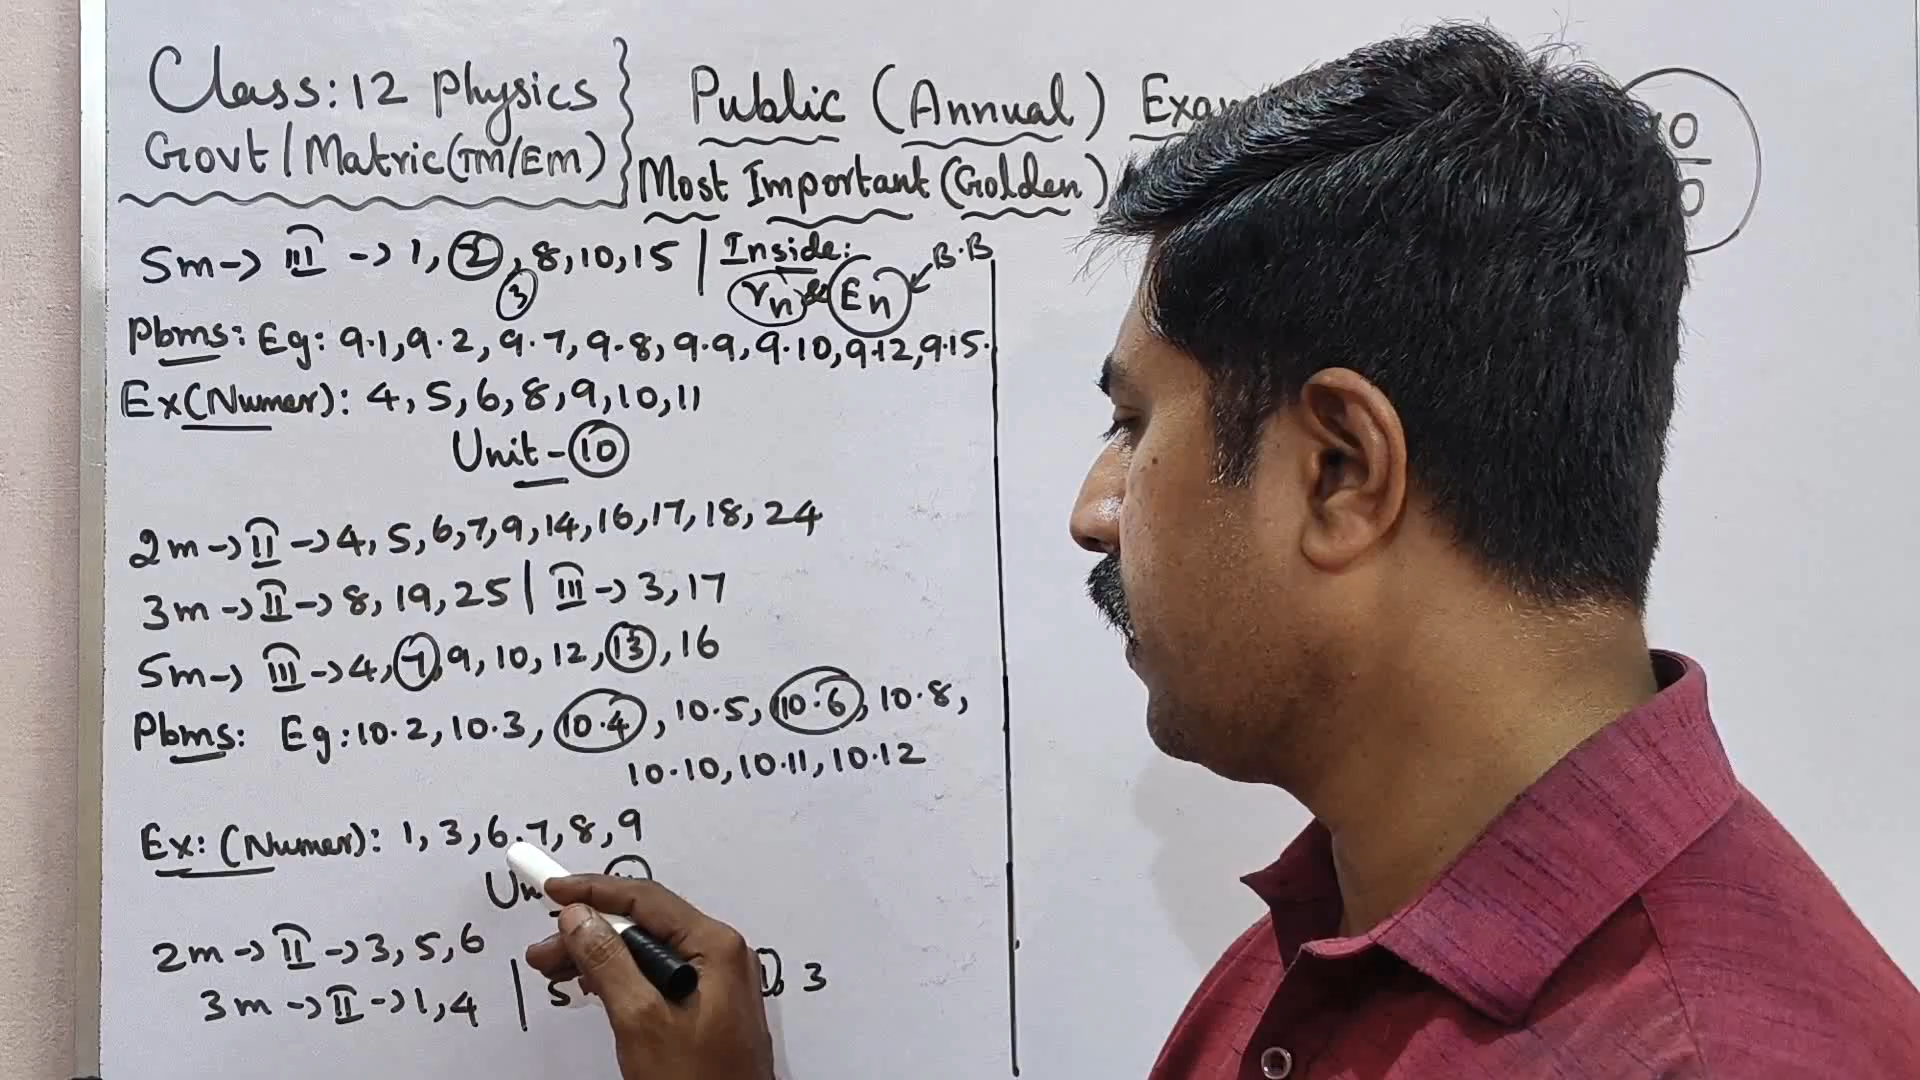 Class: 12 Physics
Govt / Matric (TM/EM)
Public (Annual)
Most Important (Golden)
5m -> III -> 1, 2, 8, 10, 15 | Inside:
3
rn & En <- B.B
Pbms: Eg: 9.1, 9.2, 9.7, 9.8, 9.9, 9.10, 9.12, 9.15.
Ex(Numer): 4, 5, 6, 8, 9, 10, 11
Unit - 10
2m -> II -> 4, 5, 6, 7, 9, 14, 16, 17, 18, 24
3m -> II -> 8, 19, 25 | III -> 3, 17
5m -> III -> 4, 7, 9, 10, 12, 13, 16
Pbms: Eg: 10.2, 10.3, 10.4, 10.5, 10.6, 10.8,
10.10, 10.11, 10.12
Ex: (Numer): 1, 3, 6, 7, 8, 9
2m -> II -> 3, 5, 6
3m -> II -> 1, 4 | 5 1, 3